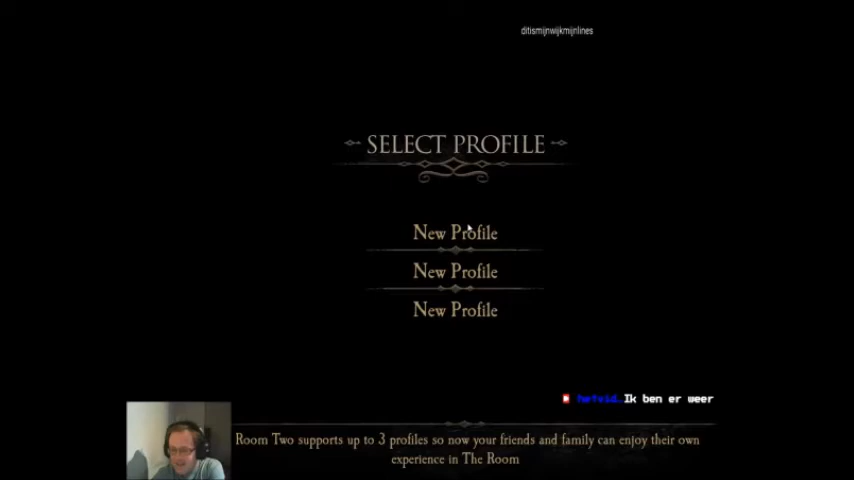 ditismijnwijkmijnlines
SELECT PROFILE
New Profile
New Profile
New Profile
Ik ben er weer
Room Two supports up to 3 profiles so now your friends and family can enjoy their own
experience in The Room